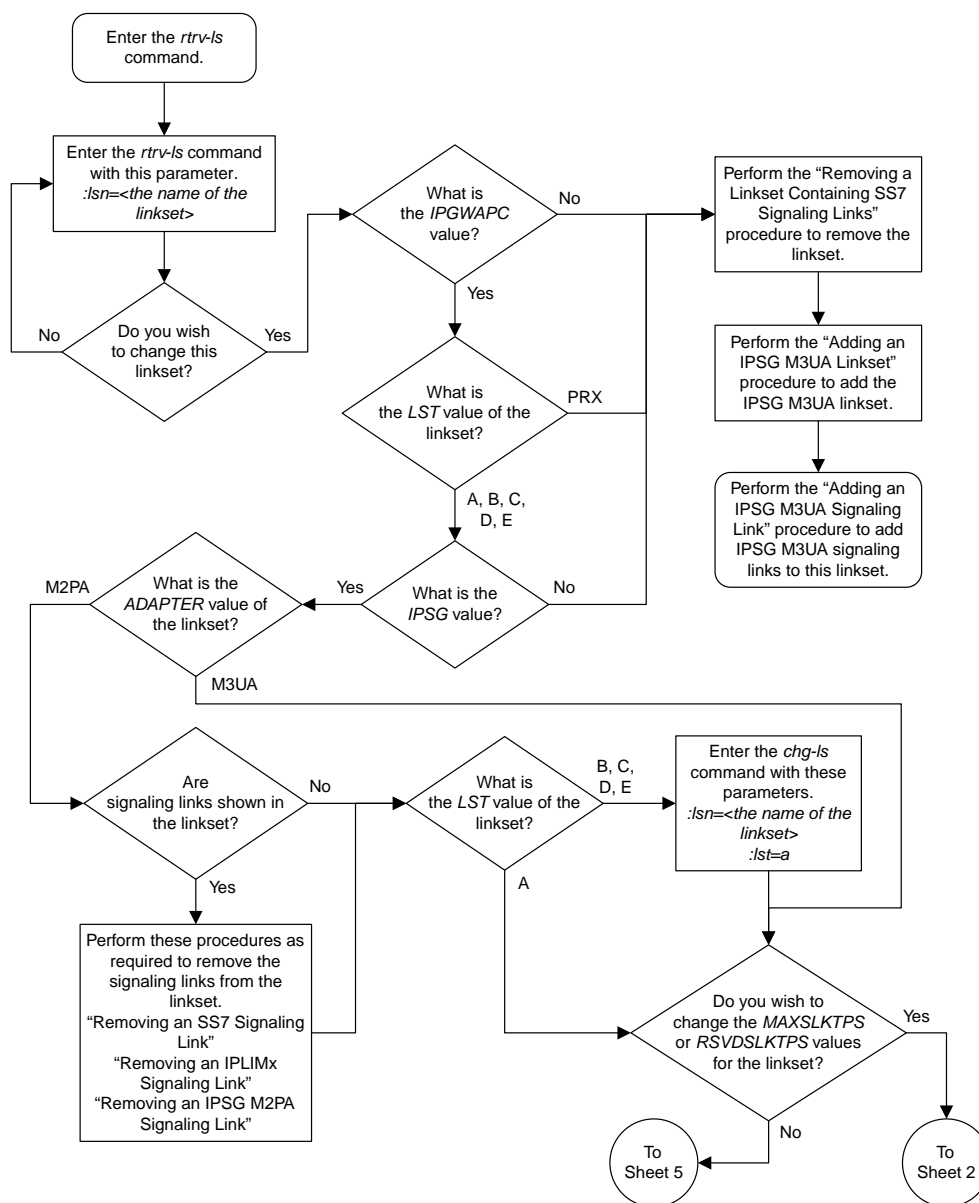 Enter the rtrv-ls
command.
Enter the rtrv-ls command
with this parameter.
:lsn=<the name of the
linkset>
Do you wish
to change this
linkset?
No
Yes
What is
the IPGWAPC
value?
No
Yes
Perform the “Removing a
Linkset Containing SS7
Signaling Links”
procedure to remove the
linkset.
Perform the “Adding an
IPSG M3UA Linkset”
procedure to add the
IPSG M3UA linkset.
Perform the “Adding an
IPSG M3UA Signaling
Link” procedure to add
IPSG M3UA signaling
links to this linkset.
What is
the LST value of the
linkset?
PRX
A, B, C,
D, E
What is the
IPSG value?
Yes
No
What is the
ADAPTER value of
the linkset?
M2PA
M3UA
Are
signaling links shown in
the linkset?
No
Yes
Perform these procedures as
required to remove the
signaling links from the
linkset.
“Removing an SS7 Signaling
Link”
“Removing an IPLIMx
Signaling Link”
“Removing an IPSG M2PA
Signaling Link”
What is
the LST value of the
linkset?
B, C,
D, E
A
Enter the chg-ls
command with these
parameters.
:lsn=<the name of the
linkset>
:lst=a
Do you wish to
change the MAXSLKTPS
or RSVDSLKTPS values
for the linkset?
Yes
No
To
Sheet 5
To
Sheet 2